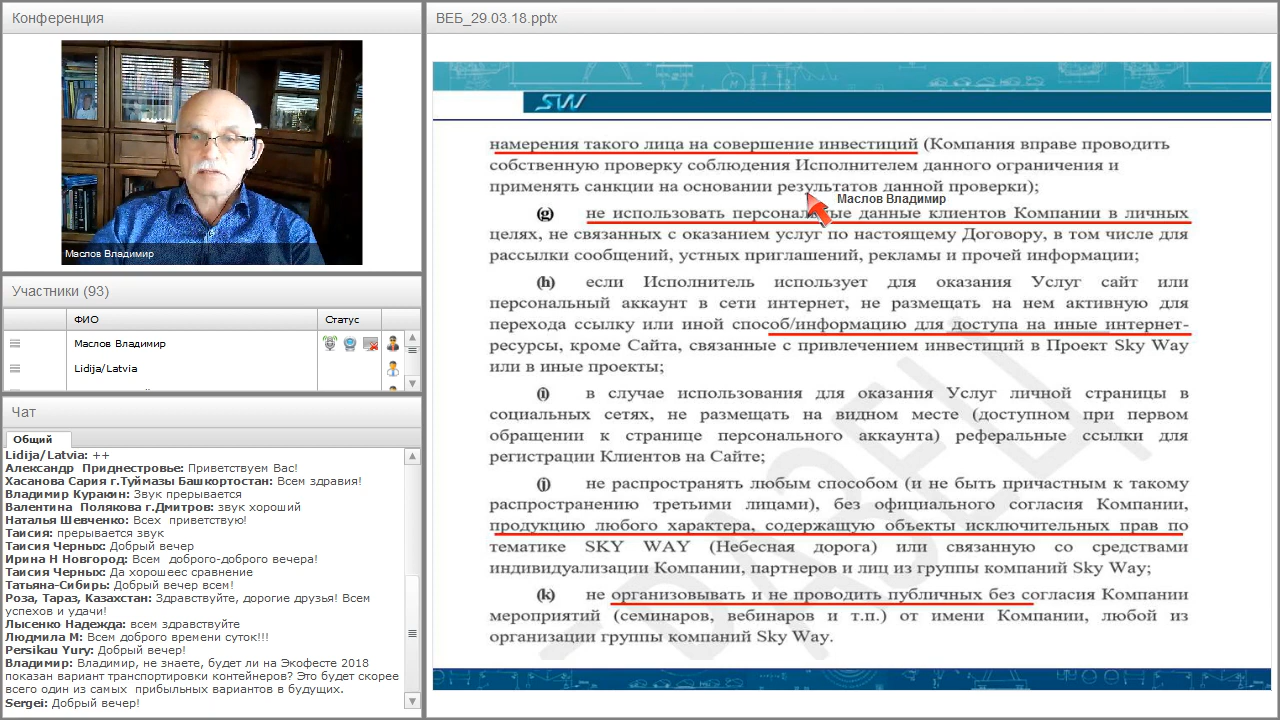 Конференция
Маслов Владимир
Участники (93)
ФИО
Статус
Маслов Владимир
Lidija/Latvia
Чат
Общий
Lidija/Latvia: ++
Александр Приднестровье: Приветствуем Вас!
Хасанова Сария г.Туймазы Башкортостан: Всем здравия!
Владимир Куракин: Звук прерывается
Валентина Полякова г.Дмитров: звук хороший
Наталья Шевченко: Всех приветствую!
Таисия: прерывается звук
Таисия Черных: Добрый вечер
Ирина Н Новгород: Всем доброго-доброго вечера!
Таисия Черных: Да хорошеес сравнение
Татьяна-Сибирь: Добрый вечер всем!
Роза, Тараз, Казахстан: Здравствуйте, дорогие друзья! Всем
успехов и удачи!
Лысенко Надежда: всем здравствуйте
Людмила М: Всем доброго времени суток!!!
Persikau Yury: Добрый вечер!
Владимир: Владимир, не знаете, будет ли на Экофесте 2018
показан вариант транспортировки контейнеров? Это будет скорее
всего один из самых прибыльных вариантов в будущих.
Sergei: Добрый вечер!
ВЕБ_29.03.18.pptx
SW
намерения такого лица на совершение инвестиций (Компания вправе проводить
собственную проверку соблюдения Исполнителем данного ограничения и
применять санкции на основании результатов данной проверки);
Маслов Владимир
(g) не использовать персональные данные клиентов Компании в личных
целях, не связанных с оказанием услуг по настоящему Договору, в том числе для
рассылки сообщений, устных приглашений, рекламы и прочей информации;
(h) если Исполнитель использует для оказания Услуг сайт или
персональный аккаунт в сети интернет, не размещать на нем активную для
перехода ссылку или иной способ/информацию для доступа на иные интернет-
ресурсы, кроме Сайта, связанные с привлечением инвестиций в Проект Sky Way
или в иные проекты;
(i) в случае использования для оказания Услуг личной страницы в
социальных сетях, не размещать на видном месте (доступном при первом
обращении к странице персонального аккаунта) реферальные ссылки для
регистрации Клиентов на Сайте;
(j) не распространять любым способом (и не быть причастным к такому
распространению третьими лицами), без официального согласия Компании,
продукцию любого характера, содержащую объекты исключительных прав по
тематике SKY WAY (Небесная дорога) или связанную со средствами
индивидуализации Компании, партнеров и лиц из группы компаний Sky Way;
(k) не организовывать и не проводить публичных без согласия Компании
мероприятий (семинаров, вебинаров и т.п.) от имени Компании, любой из
организации группы компаний Sky Way.